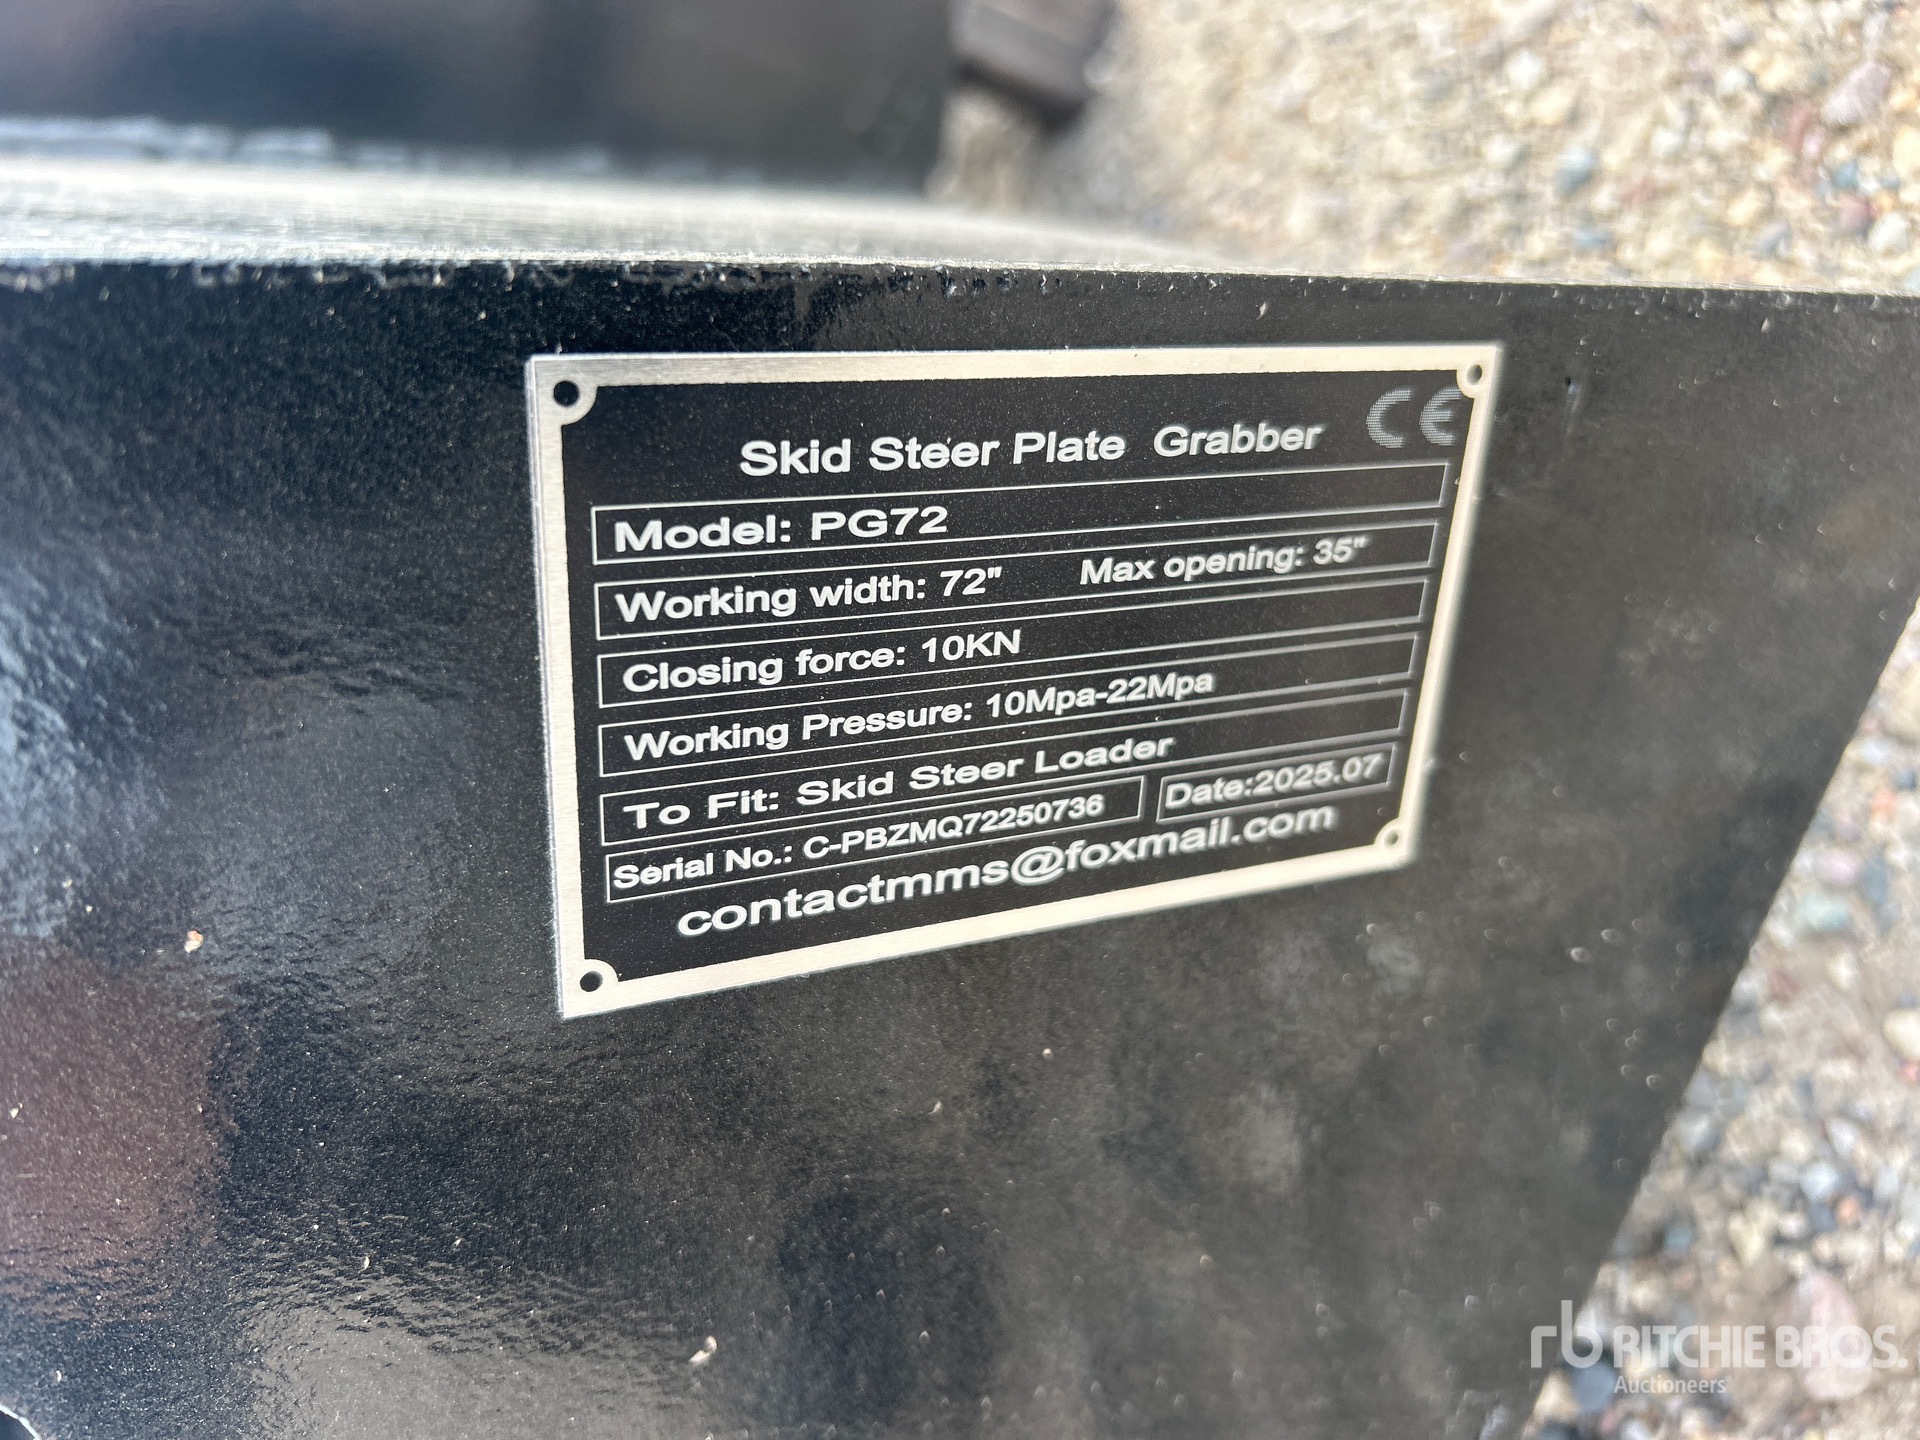 Skid Steer Plate Grabber CE
Model: PG72
Working width: 72" Max opening: 35"
Closing force: 10KN
Working Pressure: 10Mpa-22Mpa
To Fit: Skid Steer Loader
Serial No.: C-PBZMQ72250736 Date:2025.07
contactmms@foxmail.com
rb RITCHIE BROS.
Auctioneers